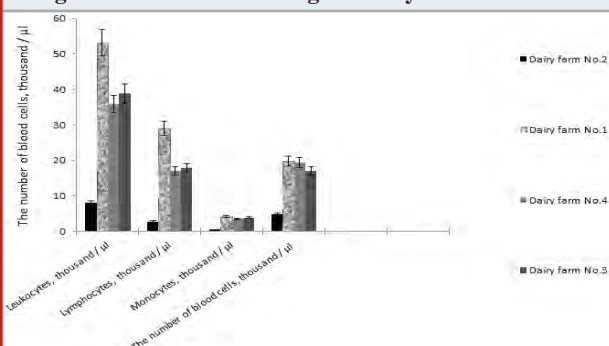 The number of blood cells, thousand / µl
60
50
40
30
20
10
0
Leukocytes, thousand / µl
Lymphocytes, thousand / µl
Monocytes, thousand / µl
The number of blood cells, thousand / µl
Dairy farm No.2
Dairy farm No.1
Dairy farm No.4
Dairy farm No.3